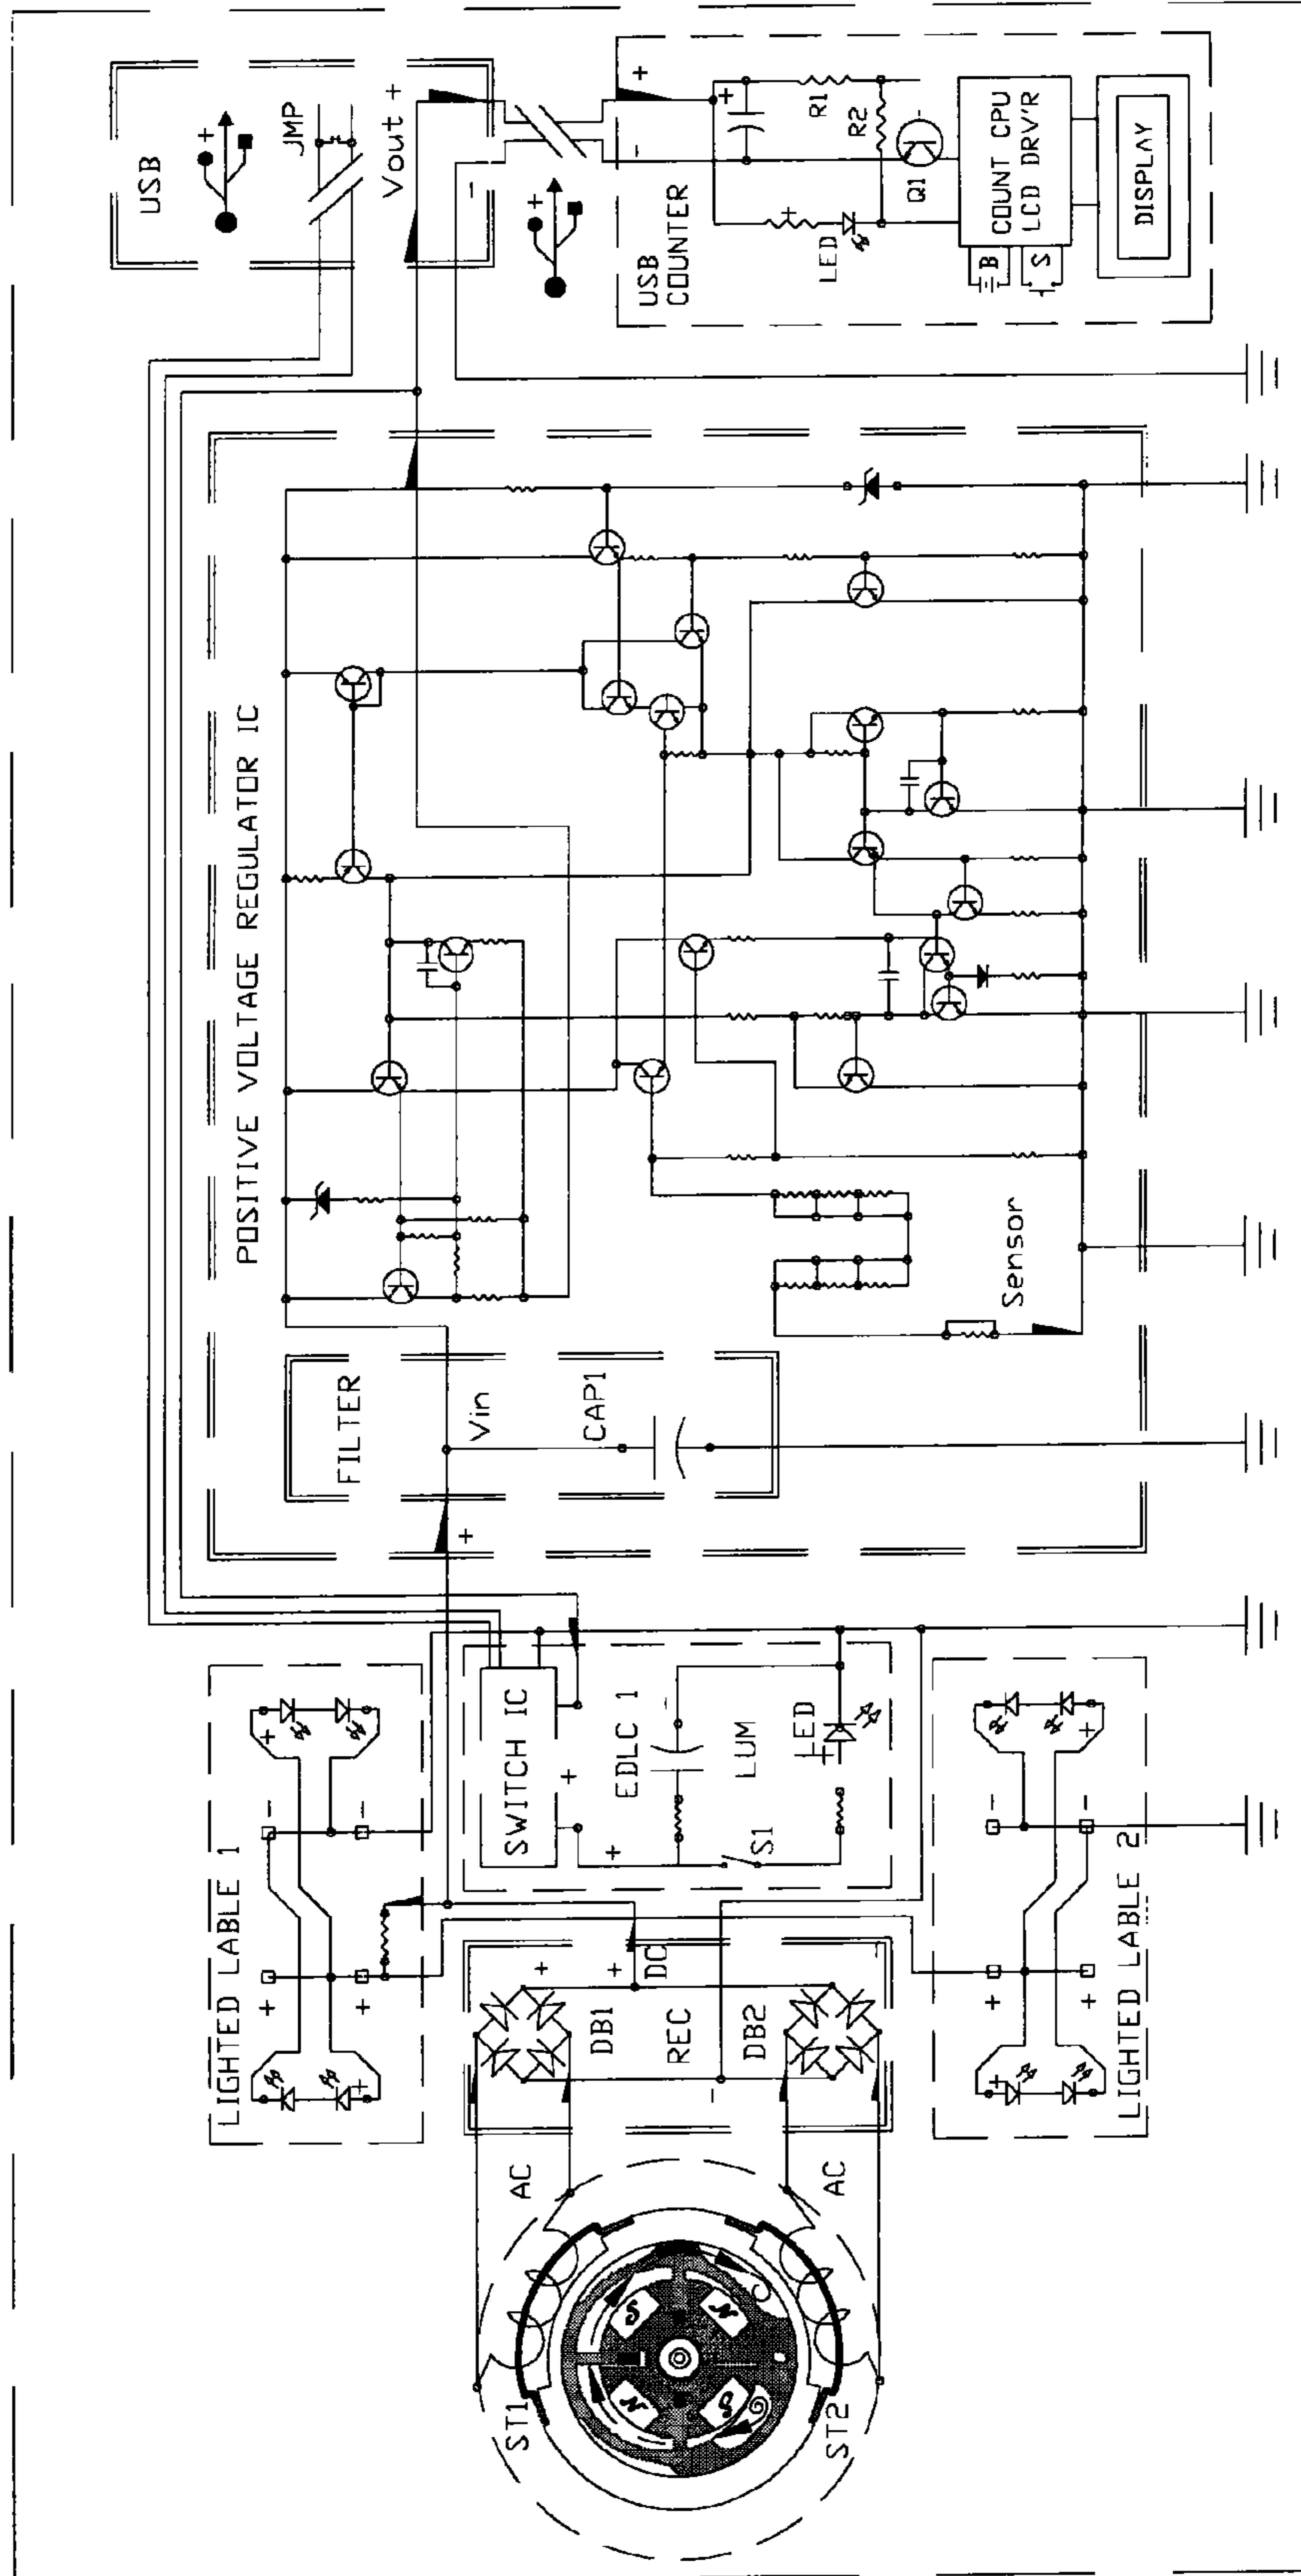 USB
JMP
Vout +
-
+
-
+
+
USB
COUNTER
+
LED
R1
R2
Q1
-
COUNT CPU
LCD DRV'R
B
S
DISPLAY
POSITIVE VOLTAGE REGULATOR IC
Sensor
FILTER
Vin
CAP1
+
LIGHTED LABLE 1
+
-
-
+
+
+
SWITCH IC
+
+
EDLC 1
LUM
LED
S1
LIGHTED LABLE 2
+
-
-
+
+
+
+
+
DC
DB1
REC
DB2
-
AC
AC
ST1
ST2
S
N
N
S